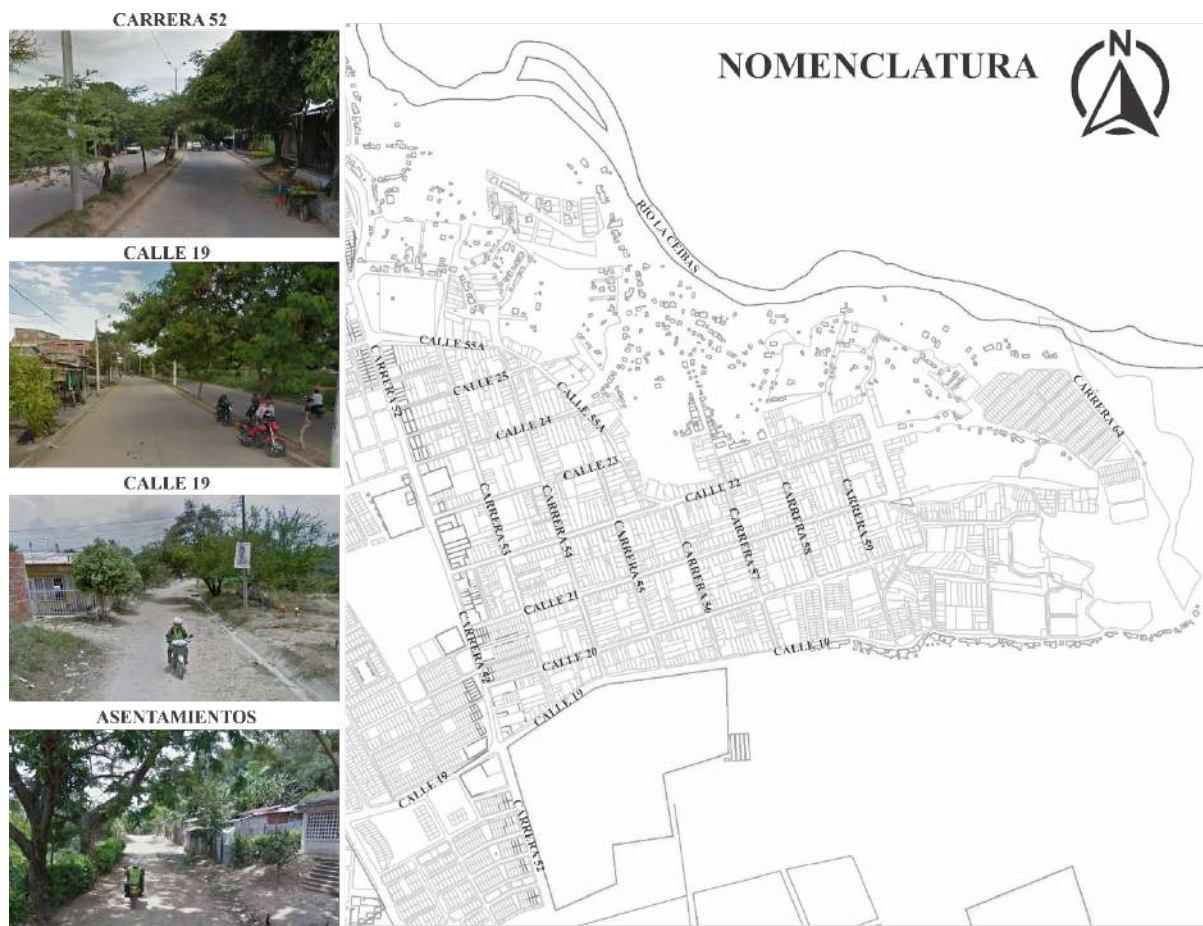 CARRERA 52
CALLE 19
CALLE 19
ASENTAMIENTOS
NOMENCLATURA
N
RIO LA CEIBAS
CALLE 55A
CARRERA 52
CALLE 25
CALLE 55A
CALLE 24
CALLE 23
CALLE 22
CARRERA 64
CARRERA 53
CARRERA 54
CARRERA 55
CARRERA 56
CARRERA 57
CARRERA 58
CARRERA 59
CALLE 21
CALLE 20
CALLE 19
CARRERA 52
CALLE 19
CALLE 19
CARRERA 52